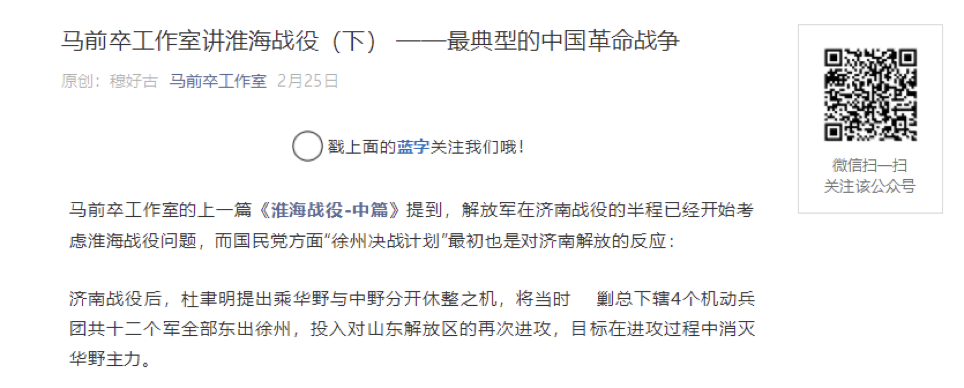 马前卒工作室讲淮海战役（下） ——最典型的中国革命战争
原创：穆好古 马前卒工作室 2月25日
戳上面的蓝字关注我们哦！
马前卒工作室的上一篇《淮海战役-中篇》提到，解放军在济南战役的半程已经开始考
虑淮海战役问题，而国民党方面“徐州决战计划”最初也是对济南解放的反应：
济南战役后，杜聿明提出乘华野与中野分开休整之机，将当时 剿总下辖4个机动兵
团共十二个军全部东出徐州，投入对山东解放区的再次进攻，目标在进攻过程中消灭
华野主力。
微信扫一扫
关注该公众号